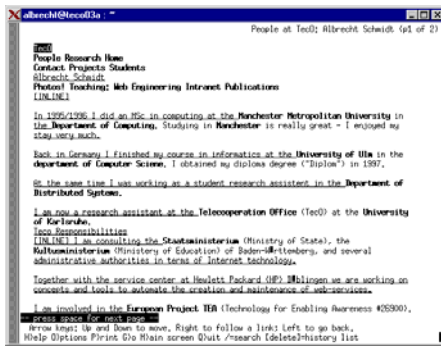 albrecht@teco03a : ~
People at TecO: Albrecht Schmidt (p1 of 2)
TecO
People Research Home
Contact Projects Students
Albrecht Schmidt
Photos! Teaching: Web Engineering Intranet Publications
[INLINE]
In 1995/1996 I did an MSc in computing at the Manchester Metropolitan University in
the Department of Computing. Studying in Manchester is really great - I enjoyed my
stay very much.
Back in Germany I finished my course in informatics at the University of Ulm in the
department of Computer Sciene. I obtained my diploma degree ("Diplom") in 1997.
At the same time I was working as a student research assistent in the Department of
Distributed Systems.
I am now a research assistent at the Telecooperation Office (TecO) at the University
of Karlsruhe.
Teco Responsibilities
[INLINE] I am consulting the Staatsministerium (Ministry of State), the
Kultusministerium (Ministery of Education) of Baden-Württemberg, and several
administrative authorities in terms of Internet technology.
Together with the service center at Hewlett Packard (HP) Böblingen we are working on
concepts and tools to automate the creation and maintenance of web-services.
I am involved in the European Project TEA (Technology for Enabling Awareness #26900),
-- press space for next page --
Arrow keys: Up and Down to move. Right to follow a link; Left to go back.
H)elp O)ptions P)rint G)o M)ain screen Q)uit /=search [delete]=history list